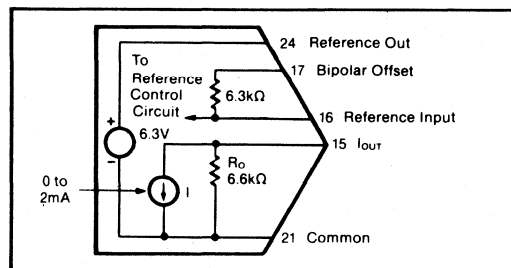 24 Reference Out
17 Bipolar Offset
To
Reference
Control
Circuit
6.3kΩ
16 Reference Input
+
6.3V
−
15 IOUT
RO
6.6kΩ
0 to
2mA
I
21 Common